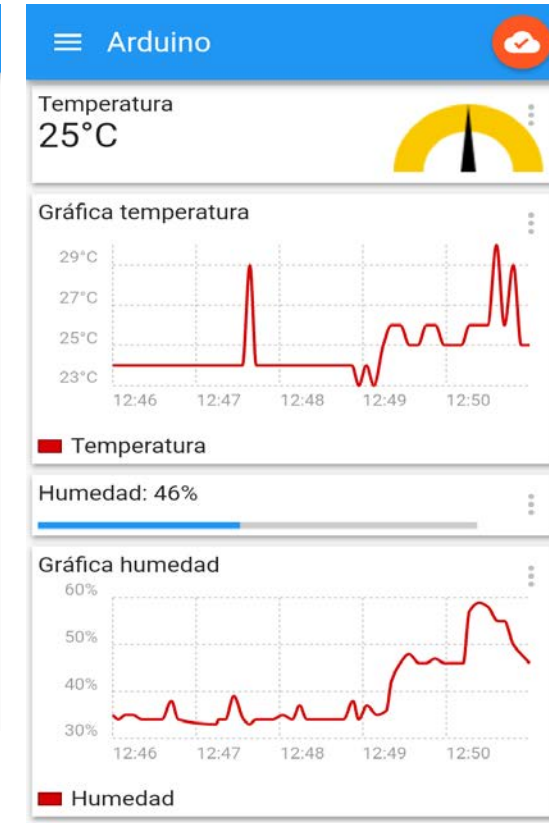 Arduino
Temperatura
25°C
Gráfica temperatura
29°C
27°C
25°C
23°C
12:46 12:47 12:48 12:49 12:50
Temperatura
Humedad: 46%
Gráfica humedad
60%
50%
40%
30%
12:46 12:47 12:48 12:49 12:50
Humedad